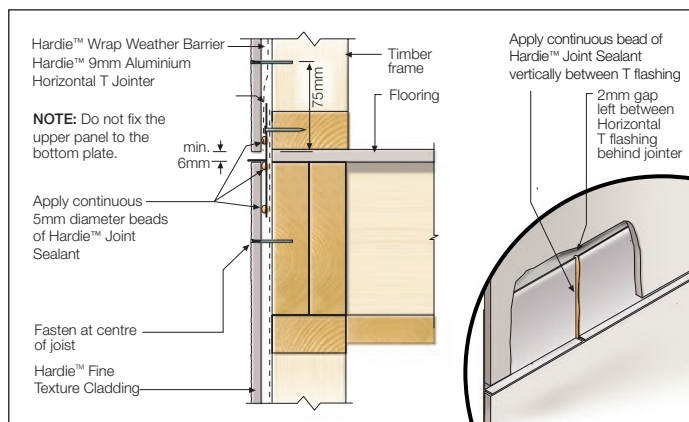 Hardie™ Wrap Weather Barrier
Hardie™ 9mm Aluminium
Horizontal T Jointer
NOTE: Do not fix the
upper panel to the
bottom plate.
min.
6mm
Apply continuous
5mm diameter beads
of Hardie™ Joint
Sealant
Fasten at centre
of joist
Hardie™ Fine
Texture Cladding
75mm
Timber
frame
Flooring
Apply continuous bead of
Hardie™ Joint Sealant
vertically between T flashing
2mm gap
left between
Horizontal
T flashing
behind jointer